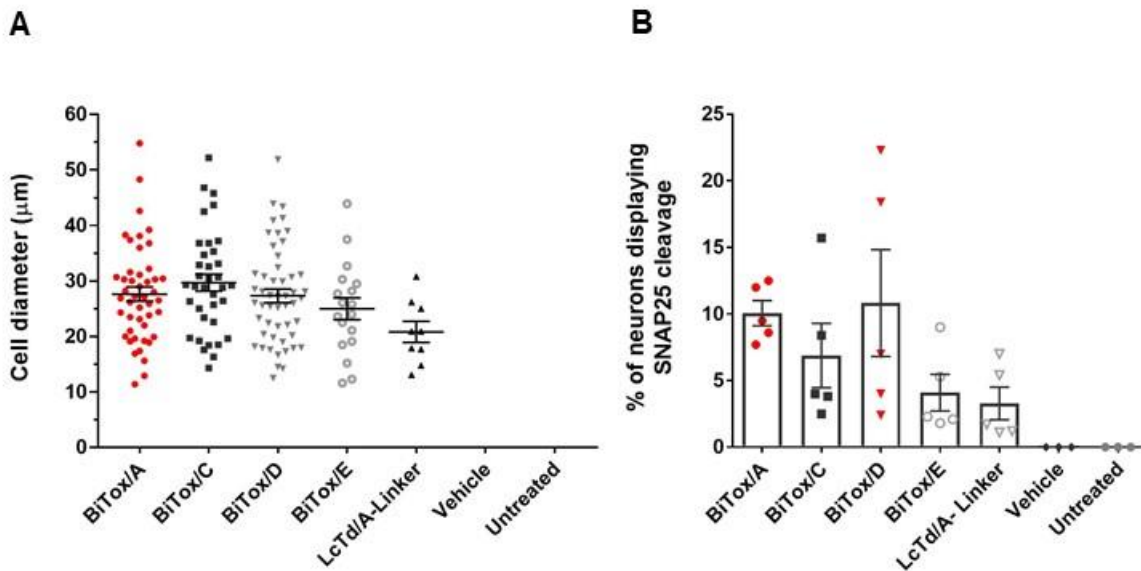 A
B
Cell diameter (μm)
60
50
40
30
20
10
0
BiTox/A
BiTox/C
BiTox/D
BiTox/E
LcTd/A-Linker
Vehicle
Untreated
% of neurons displaying
SNAP25 cleavage
25
20
15
10
5
0
BiTox/A
BiTox/C
BiTox/D
BiTox/E
LcTd/A- Linker
Vehicle
Untreated